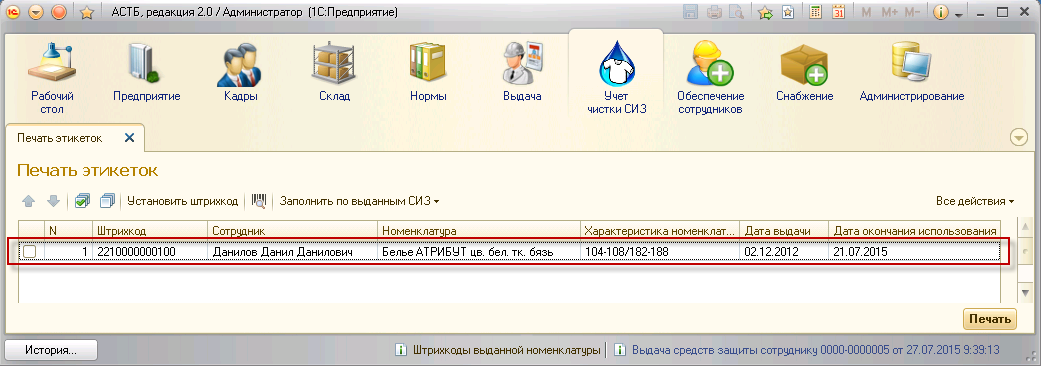 АСТБ, редакция 2.0 / Администратор (1С:Предприятие)
M M+ M-
Рабочий стол
Предприятие
Кадры
Склад
Нормы
Выдача
Учет чистки СИЗ
Обеспечение сотрудников
Снабжение
Администрирование
Печать этикеток
Печать этикеток
Установить штрихкод Заполнить по выданным СИЗ Все действия
N Штрихкод Сотрудник Номенклатура Характеристика номенклат... Дата выдачи Дата окончания использования
1 2210000000100 Данилов Данил Данилович Белье АТРИБУТ цв. бел. тк. бязь 104-108/182-188 02.12.2012 21.07.2015
Печать
История... Штрихкоды выданной номенклатуры Выдача средств защиты сотруднику 0000-0000005 от 27.07.2015 9:39:13